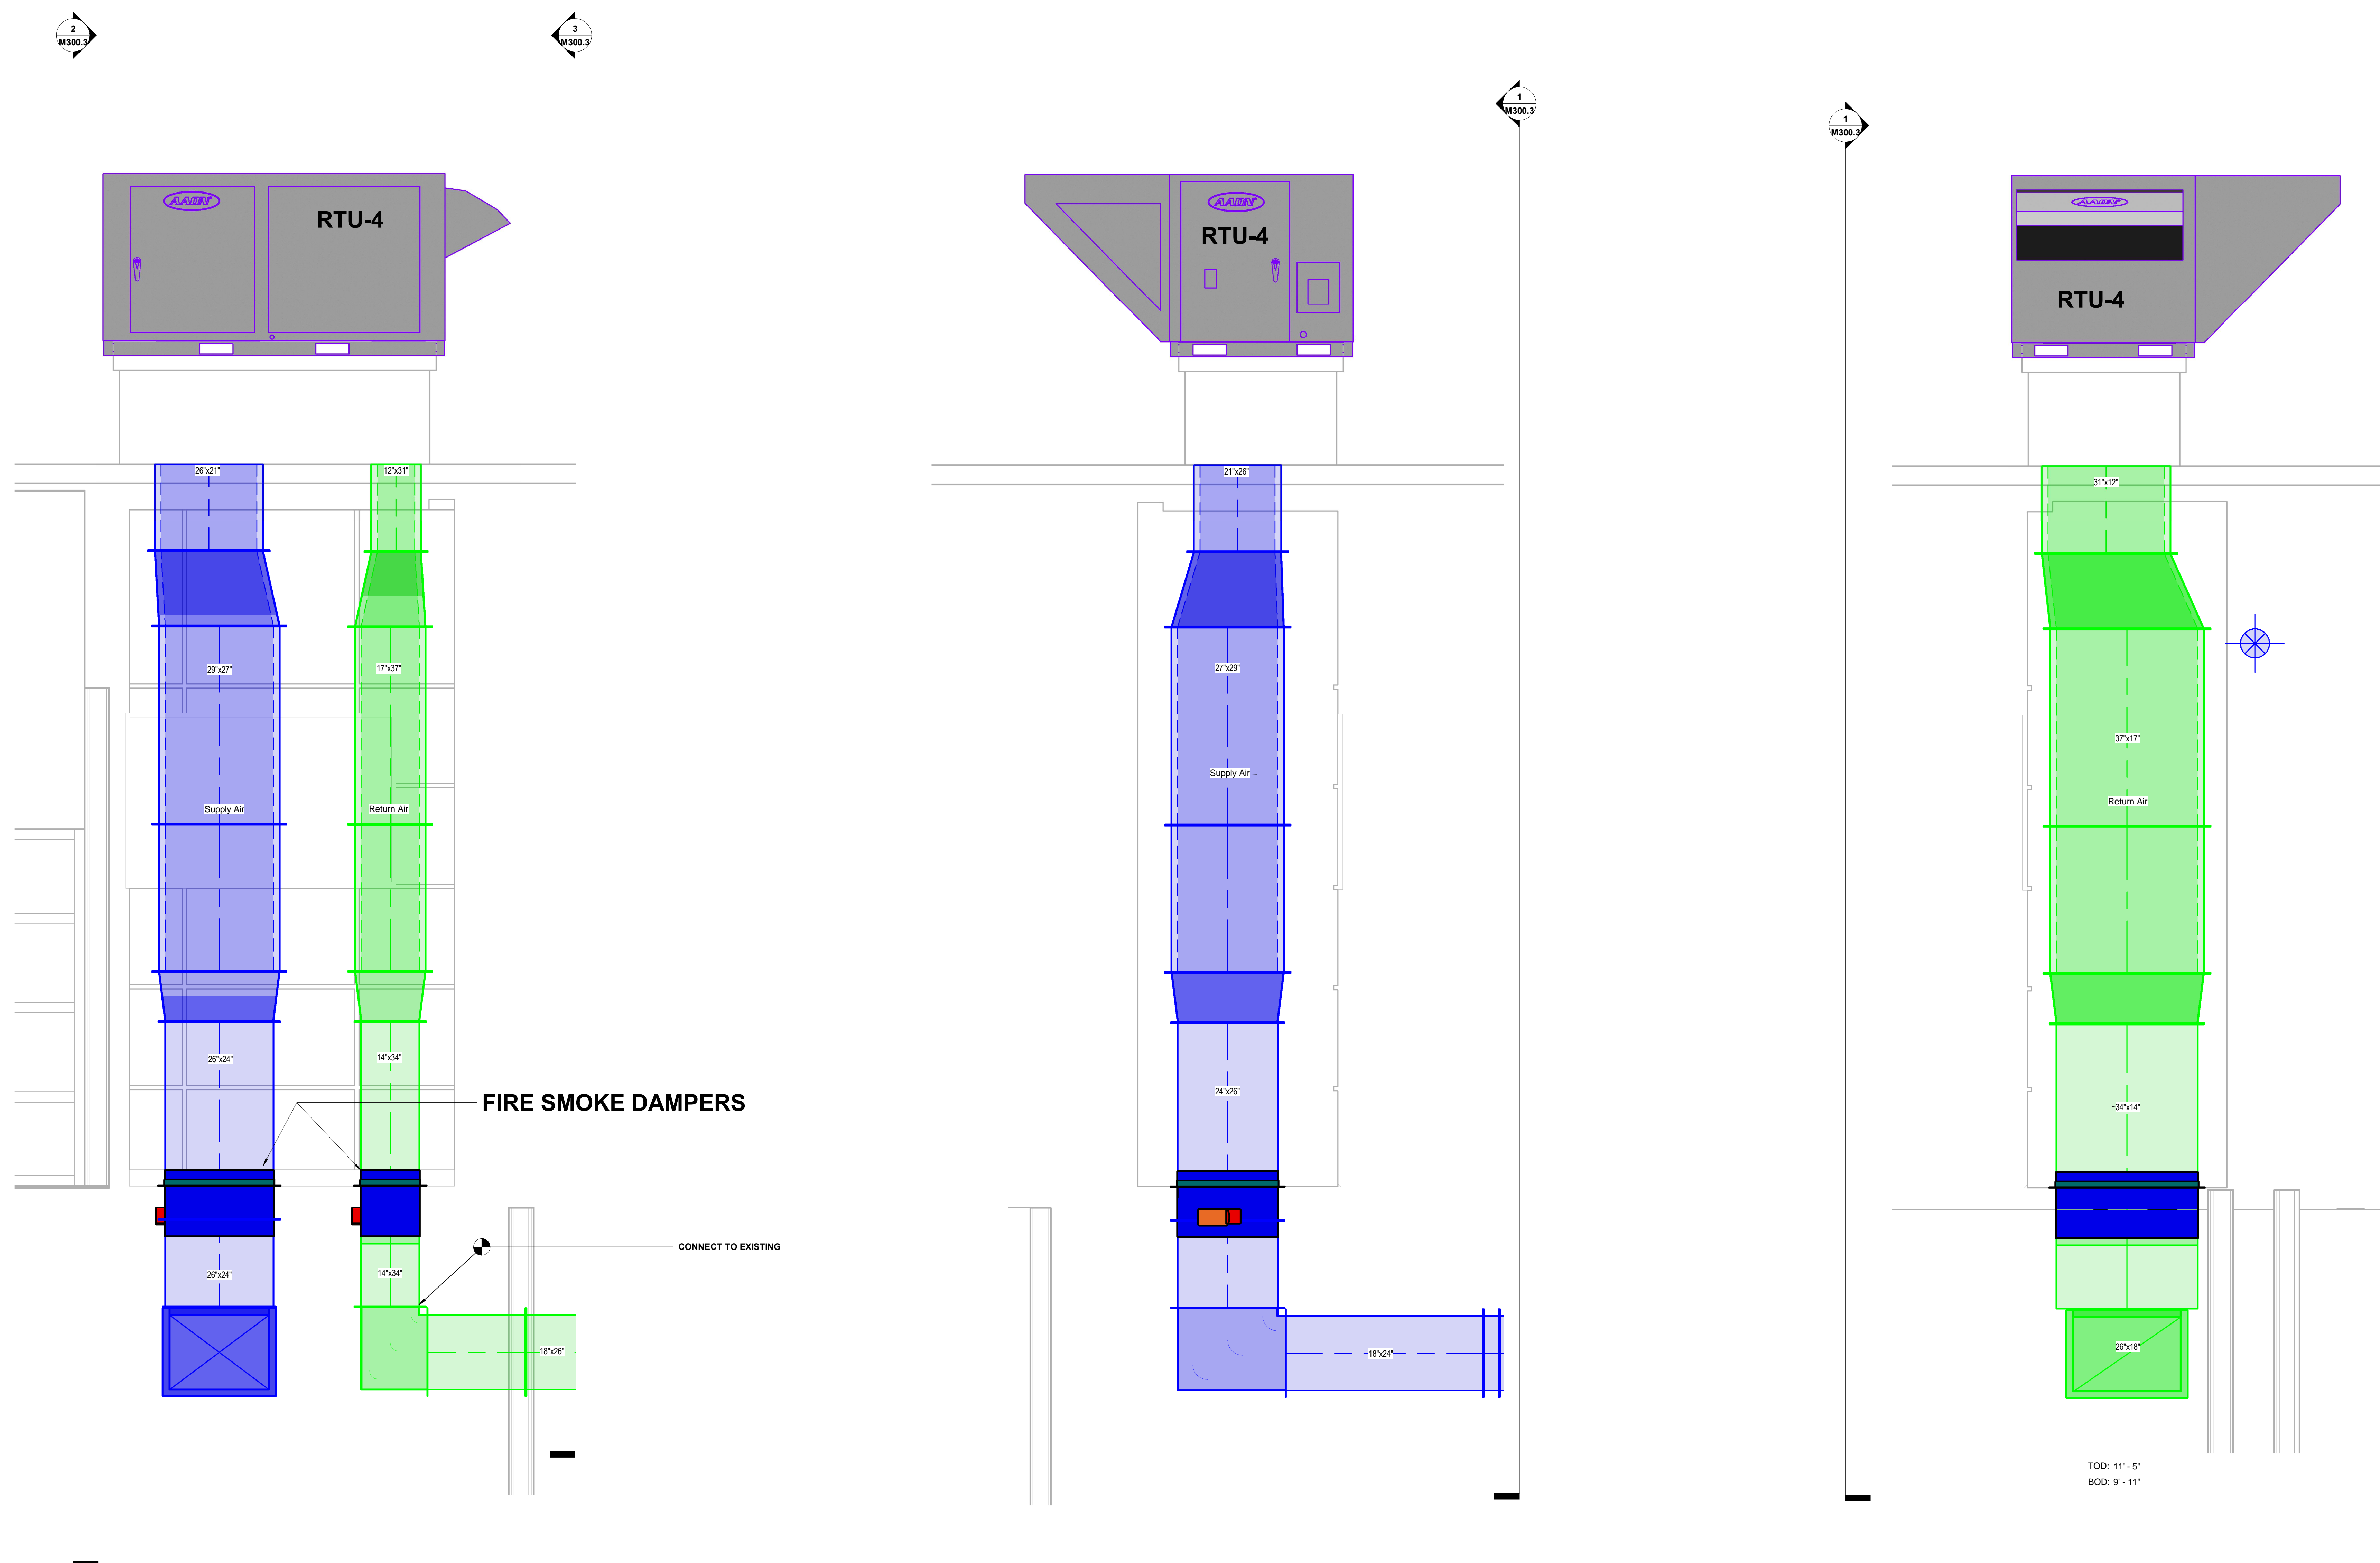 2
M300.3
3
M300.3
1
M300.3
1
M300.3
AAON
RTU-4
AAON
RTU-4
AAON
RTU-4
26"x21"
12"x31"
21"x26"
31"x12"
29"x27"
17"x37"
27"x29"
37"x17"
Supply Air
Return Air
Supply Air
Return Air
26"x24"
14"x34"
24"x26"
34"x14"
FIRE SMOKE DAMPERS
CONNECT TO EXISTING
26"x24"
14"x34"
18"x26"
18"x24"
26"x18"
TOD: 11' - 5"
BOD: 9' - 11"